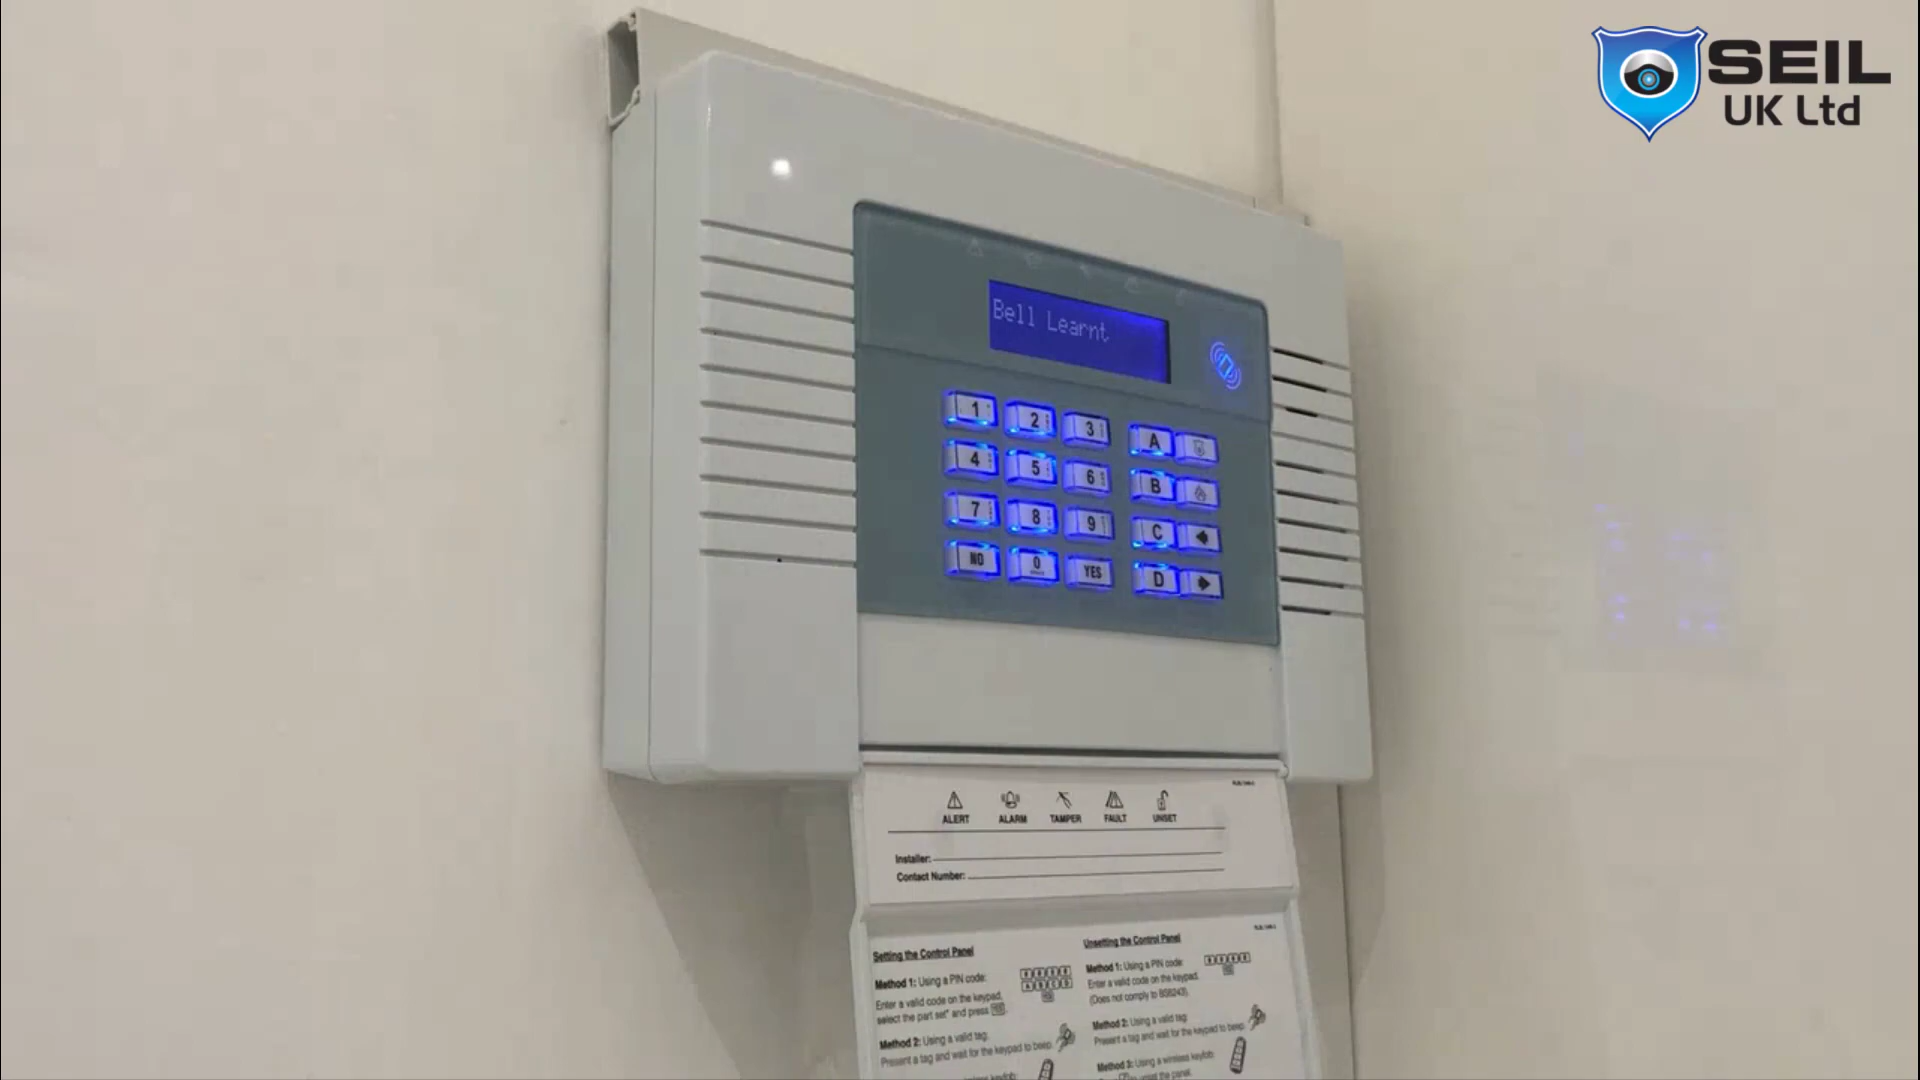 SEIL
UK Ltd
Bell Learnt
1 2 3 A
4 5 6 B
7 8 9 C
NO 0 YES D
ALERT ALARM TAMPER FAULT UNSET
Installer:
Contact Number:
Setting the Control Panel
Method 1: Using a PIN code:
Enter a valid code on the keypad,
select the part set* and press
Method 2: Using a valid tag:
Present a tag and wait for the keypad to beep.
Unsetting the Control Panel
Method 1: Using a PIN code:
Enter a valid code on the keypad.
(Does not comply to BS8243).
Method 2: Using a valid tag:
Present a tag and wait for the keypad to beep.
Method 3: Using a wireless keyfob: